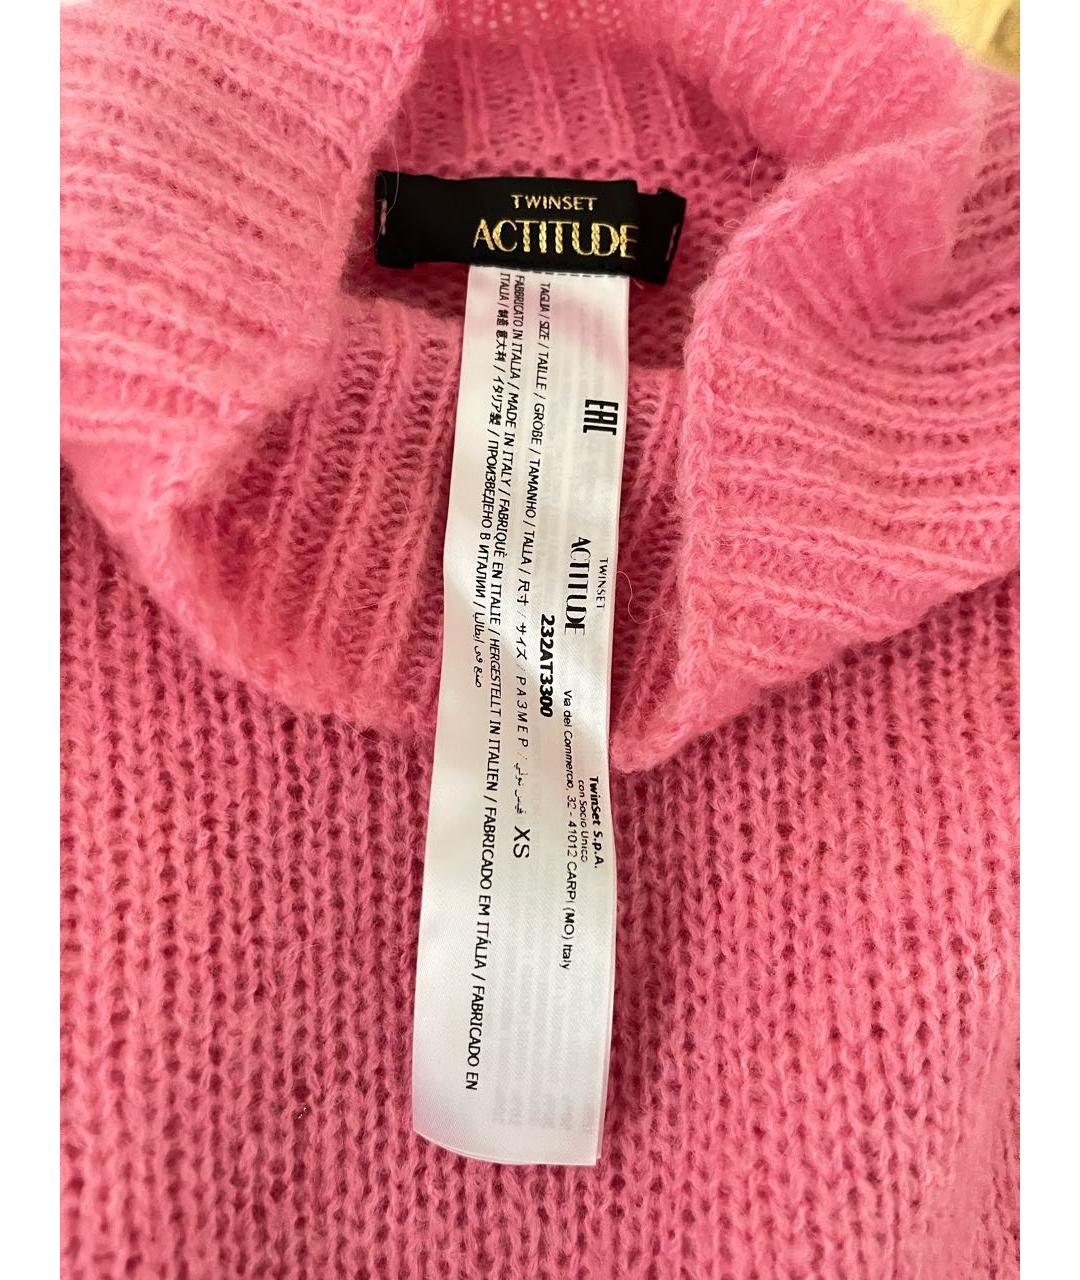 TWINSET
ACTITUDE
EAC
TWINSET
ACTITUDE
TwinSet S.p.A.
con Socio Unico
Via del Commercio, 32 - 41012 CARPI (MO) Italy
232AT3300
TAGLIA / SIZE / TAILLE / GRÖBE / TAMANHO / TALLA / 尺寸 / サイズ / РАЗМЕР / XS
FABBRICATO IN ITALIA / MADE IN ITALY / FABRIQUÈ EN ITALIE / HERGESTELLT IN ITALIEN / FABRICADO EM ITÁLIA / FABRICADO EN
ITALIA / 制造 意大利 / イタリア製 / ПРОИЗВЕДЕНО В ИТАЛИИ / صنع في إيطاليا